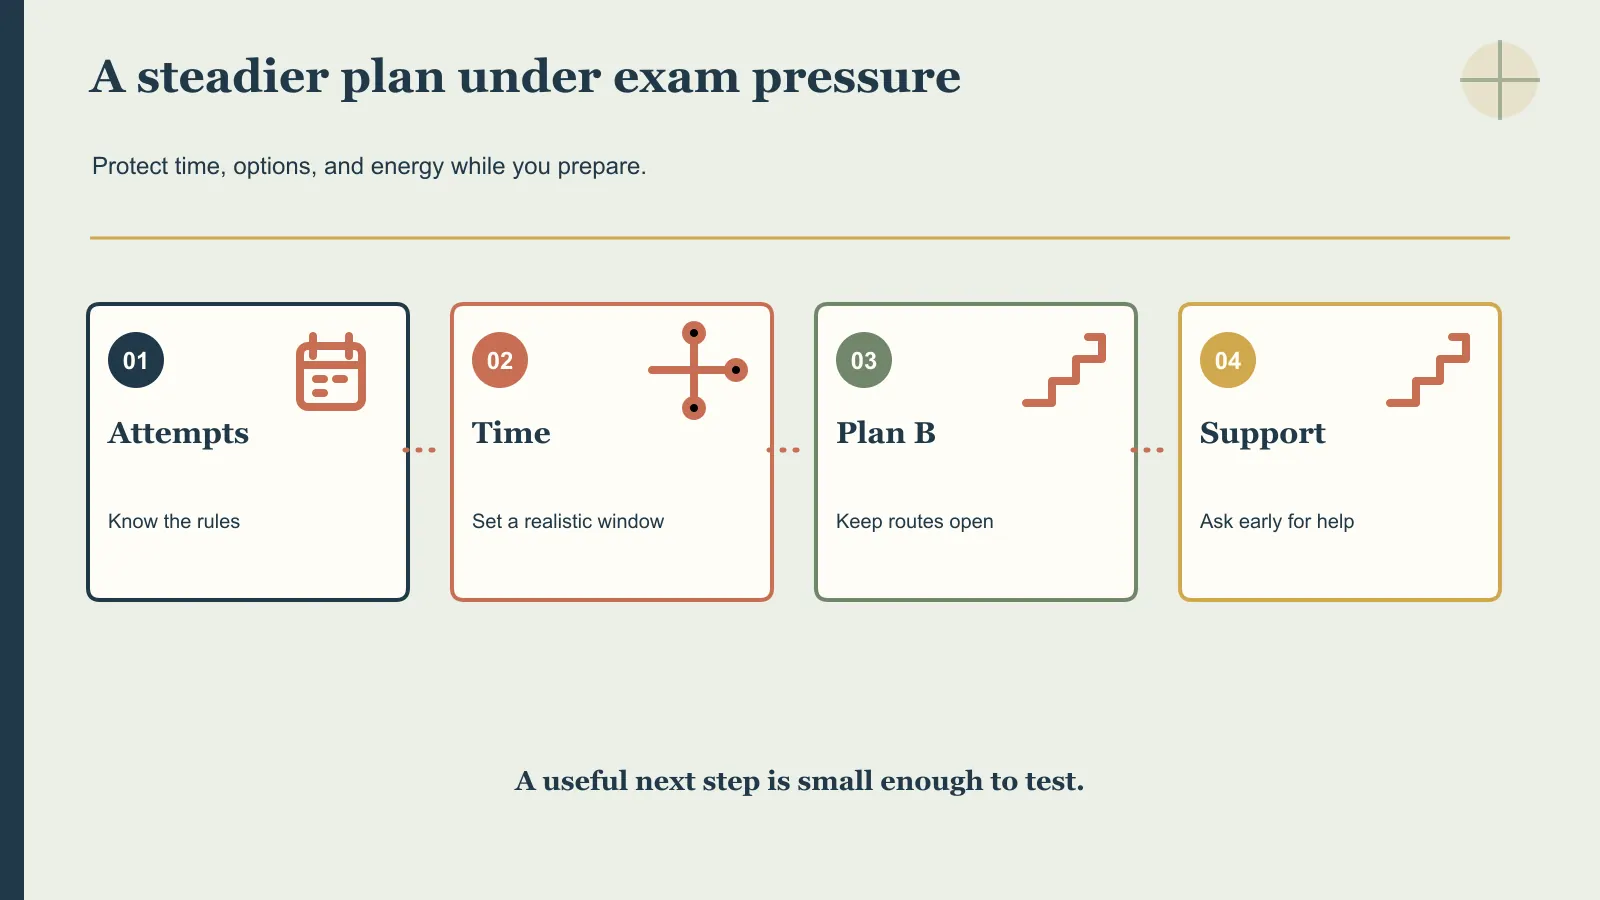 A steadier plan under exam pressure
Protect time, options, and energy while you prepare.
01
Attempts
Know the rules
02
Time
Set a realistic window
03
Plan B
Keep routes open
04
Support
Ask early for help
A useful next step is small enough to test.